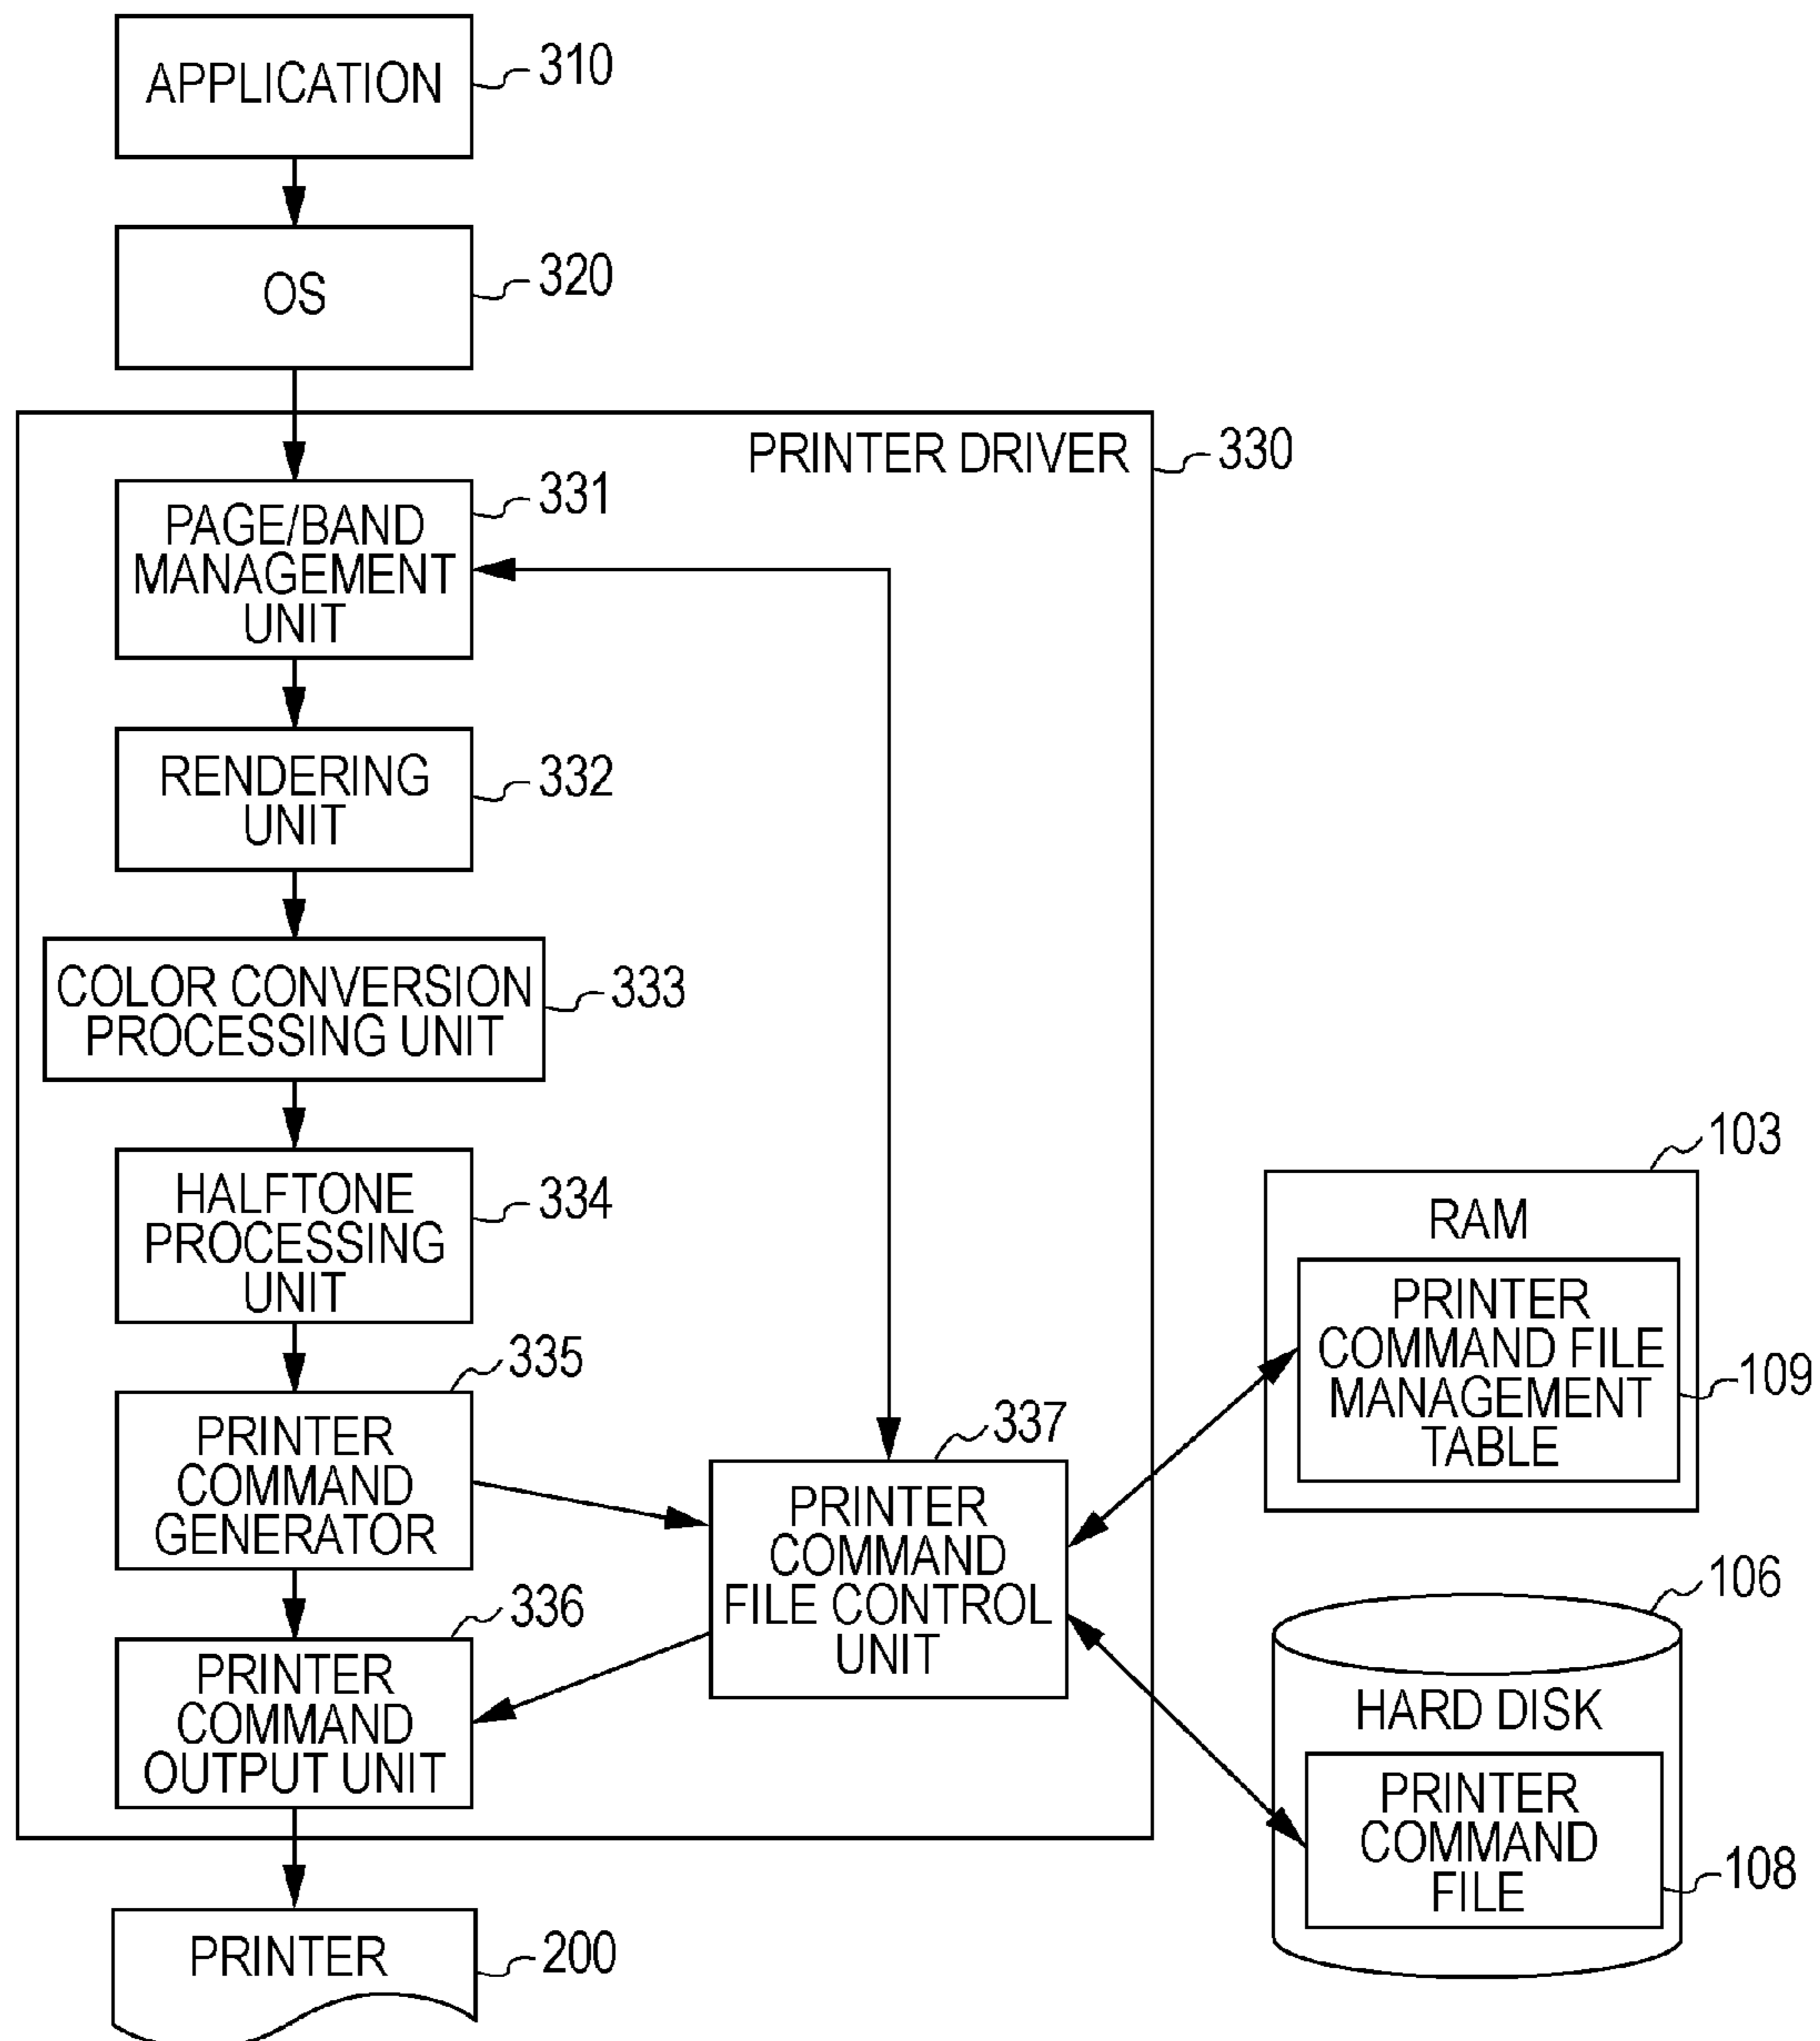 APPLICATION
310
OS
320
PRINTER DRIVER
330
331
PAGE/BAND
MANAGEMENT
UNIT
RENDERING
UNIT
332
COLOR CONVERSION
PROCESSING UNIT
333
HALFTONE
PROCESSING
UNIT
334
335
PRINTER
COMMAND
GENERATOR
336
PRINTER
COMMAND
OUTPUT UNIT
337
PRINTER
COMMAND
FILE CONTROL
UNIT
103
RAM
PRINTER
COMMAND FILE
MANAGEMENT
TABLE
109
106
HARD DISK
PRINTER
COMMAND
FILE
108
PRINTER
200